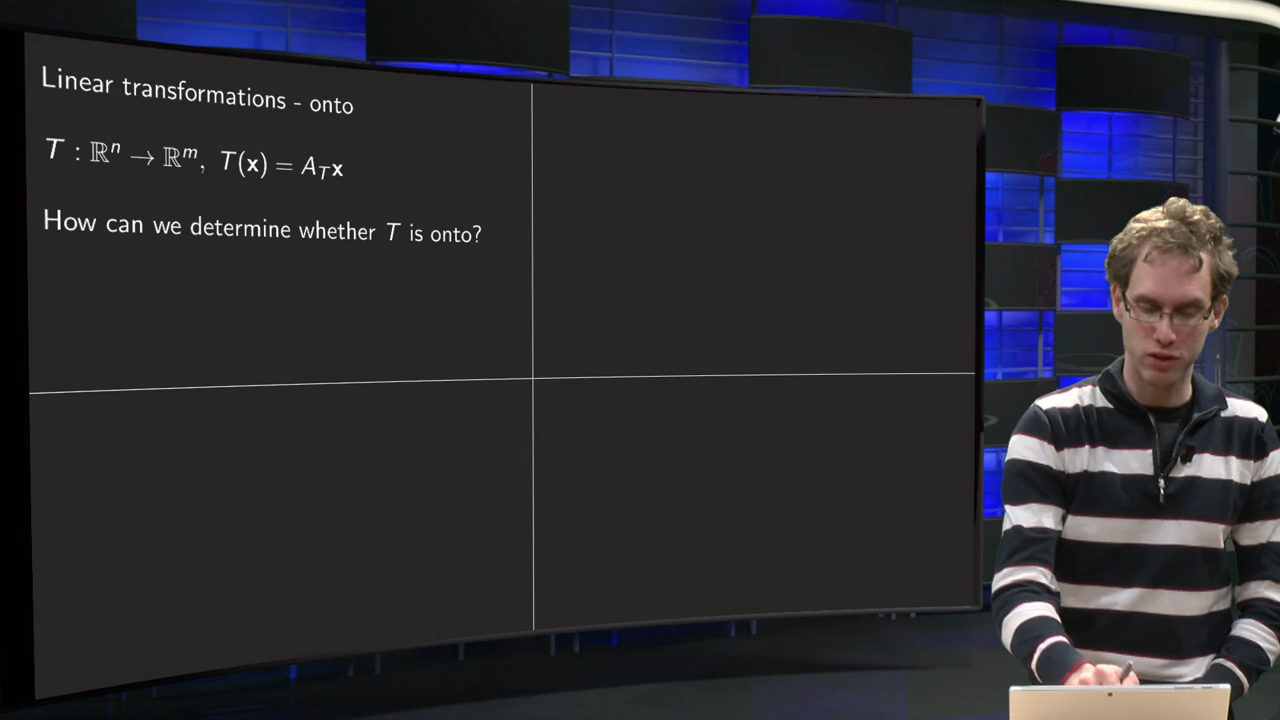 Linear transformations - onto
T : ℝⁿ → ℝᵐ, T(x) = A_T x
How can we determine whether T is onto?